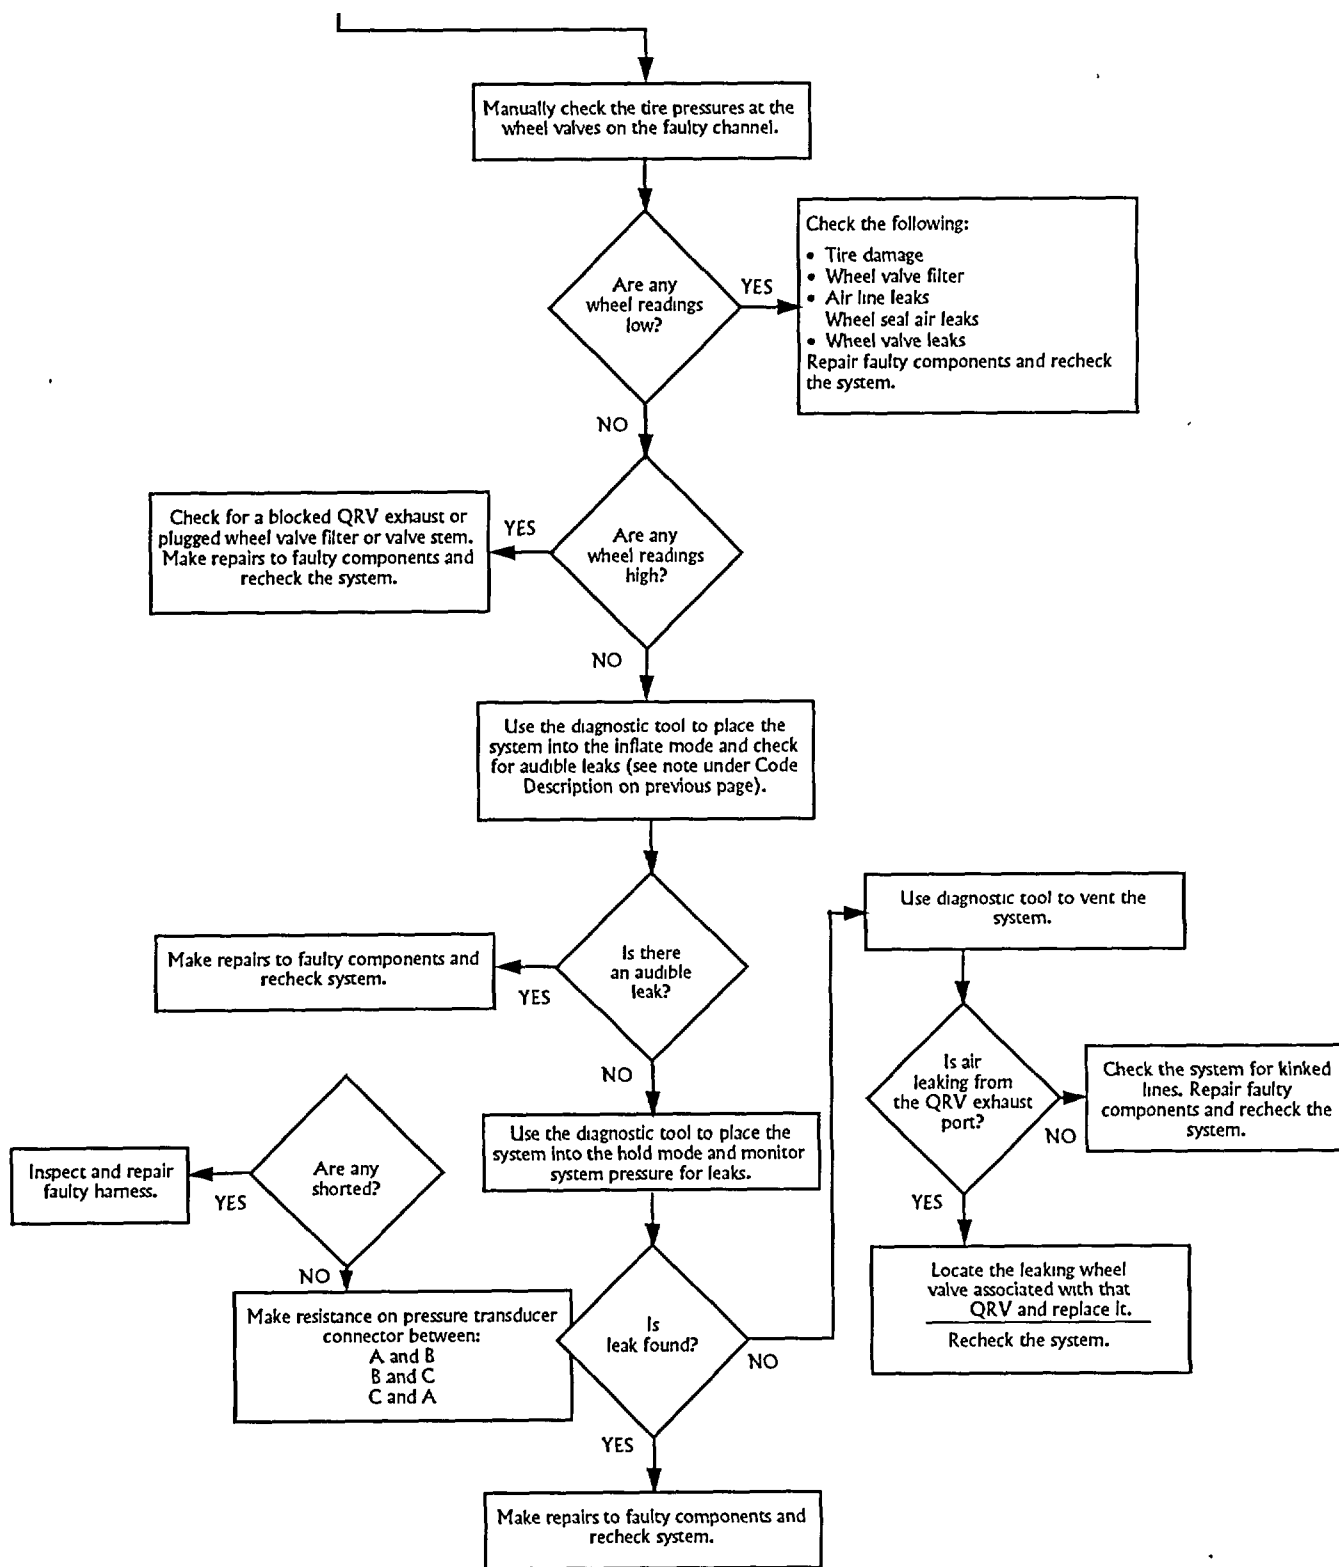 Manually check the tire pressures at the
wheel valves on the faulty channel.
Are any
wheel readings
low?
YES
Check the following:
• Tire damage
• Wheel valve filter
• Air line leaks
Wheel seal air leaks
• Wheel valve leaks
Repair faulty components and recheck
the system.
NO
Are any
wheel readings
high?
YES
Check for a blocked QRV exhaust or
plugged wheel valve filter or valve stem.
Make repairs to faulty components and
recheck the system.
NO
Use the diagnostic tool to place the
system into the inflate mode and check
for audible leaks (see note under Code
Description on previous page).
Is there
an audible
leak?
YES
Make repairs to faulty components and
recheck system.
NO
Use the diagnostic tool to place the
system into the hold mode and monitor
system pressure for leaks.
Is
leak found?
NO
YES
Make repairs to faulty components and
recheck system.
Use diagnostic tool to vent the
system.
Is air
leaking from
the QRV exhaust
port?
NO
Check the system for kinked
lines. Repair faulty
components and recheck the
system.
YES
Locate the leaking wheel
valve associated with that
QRV and replace it.
Recheck the system.
Are any
shorted?
YES
Inspect and repair
faulty harness.
NO
Make resistance on pressure transducer
connector between:
A and B
B and C
C and A